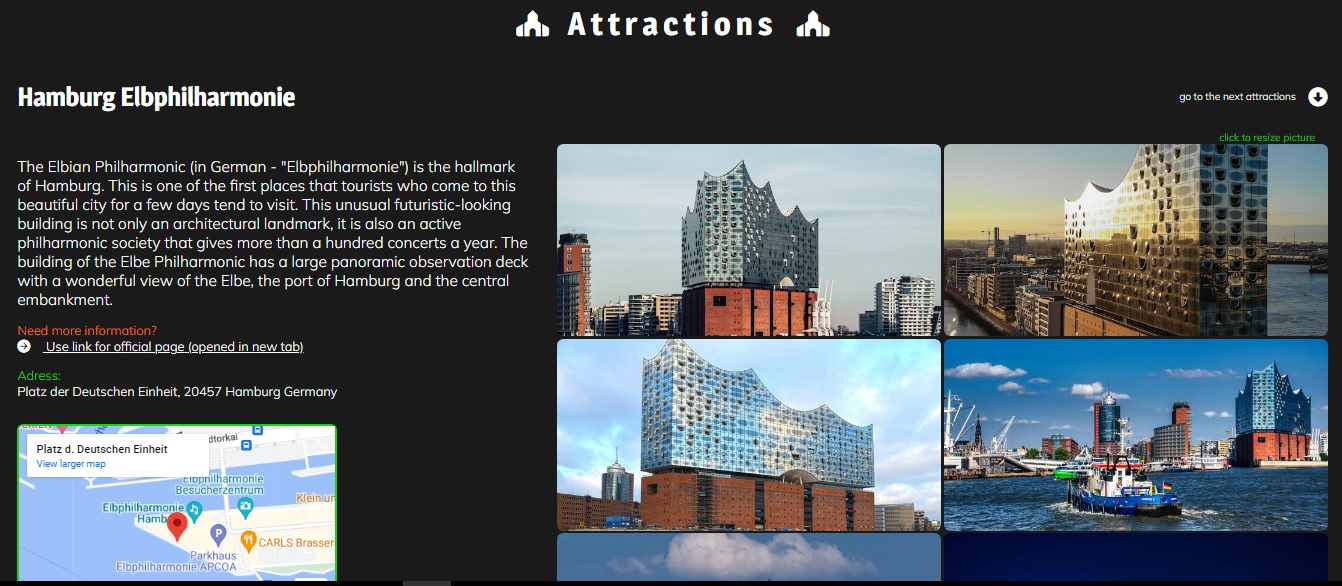 Attractions
Hamburg Elbphilharmonie
go to the next attractions
click to resize picture
The Elbian Philharmonic (in German - "Elbphilharmonie") is the hallmark
of Hamburg. This is one of the first places that tourists who come to this
beautiful city for a few days tend to visit. This unusual futuristic-looking
building is not only an architectural landmark, it is also an active
philharmonic society that gives more than a hundred concerts a year. The
building of the Elbe Philharmonic has a large panoramic observation deck
with a wonderful view of the Elbe, the port of Hamburg and the central
embankment.
Need more information?
Use link for official page (opened in new tab)
Adress:
Platz der Deutschen Einheit, 20457 Hamburg Germany
Platz d. Deutschen Einheit
View larger map
dtorkai
Elbphilharmonie
Besucherzentrum
Klein un
Elbphilharmonie
Hamb
P
CARLS Brasser
Parkhaus
Elbphilharmonie APCOA